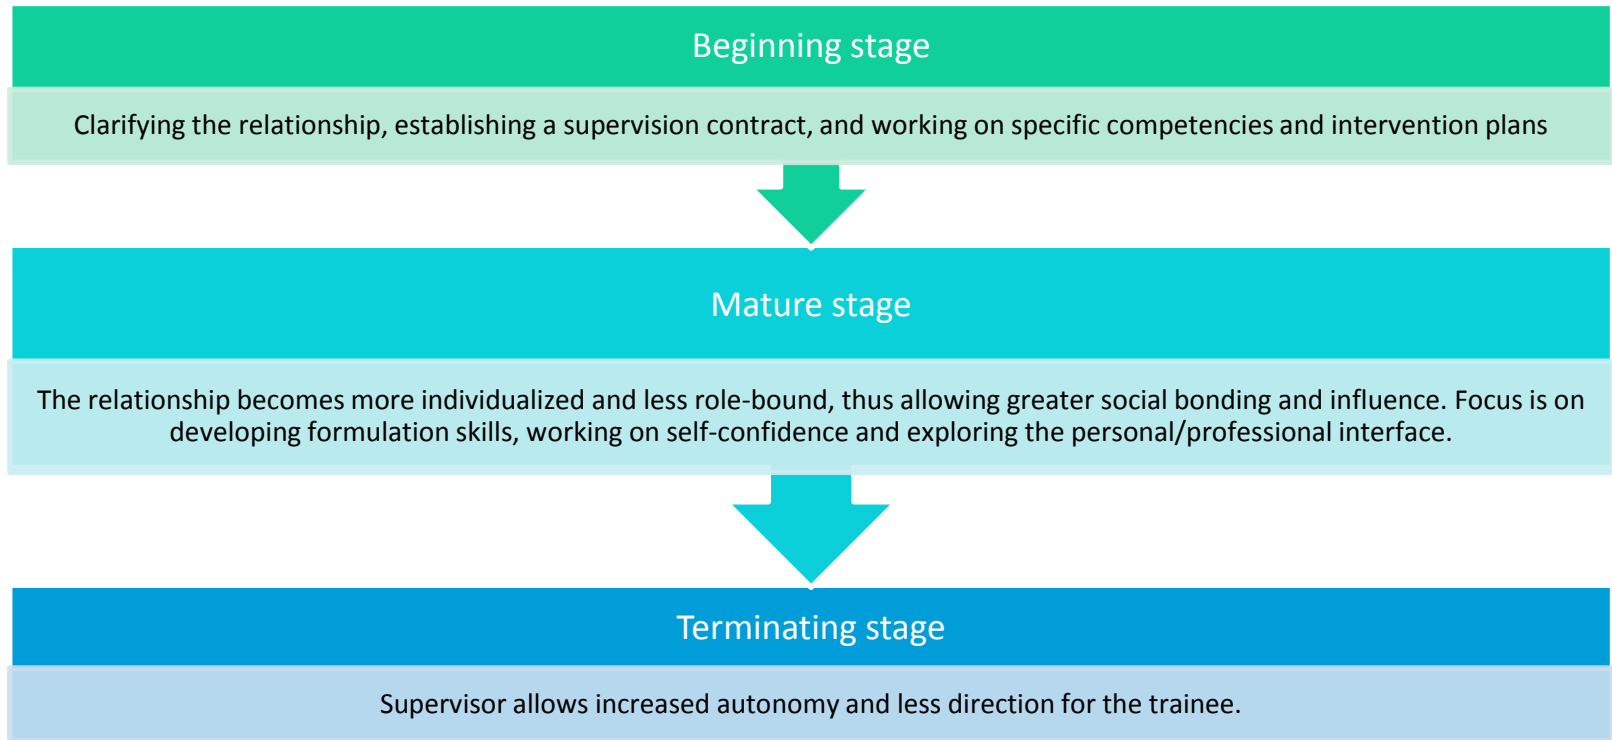 Beginning stage
Clarifying the relationship, establishing a supervision contract, and working on specific competencies and intervention plans
Mature stage
The relationship becomes more individualized and less role-bound, thus allowing greater social bonding and influence. Focus is on
developing formulation skills, working on self-confidence and exploring the personal/professional interface.
Terminating stage
Supervisor allows increased autonomy and less direction for the trainee.